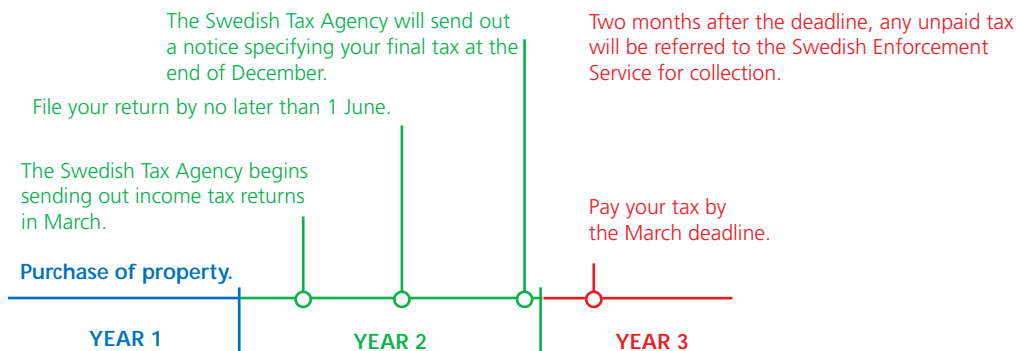 The Swedish Tax Agency will send out
a notice specifying your final tax at the
end of December.
Two months after the deadline, any unpaid tax
will be referred to the Swedish Enforcement
Service for collection.
File your return by no later than 1 June.
The Swedish Tax Agency begins
sending out income tax returns
in March.
Pay your tax by
the March deadline.
Purchase of property.
YEAR 1
YEAR 2
YEAR 3